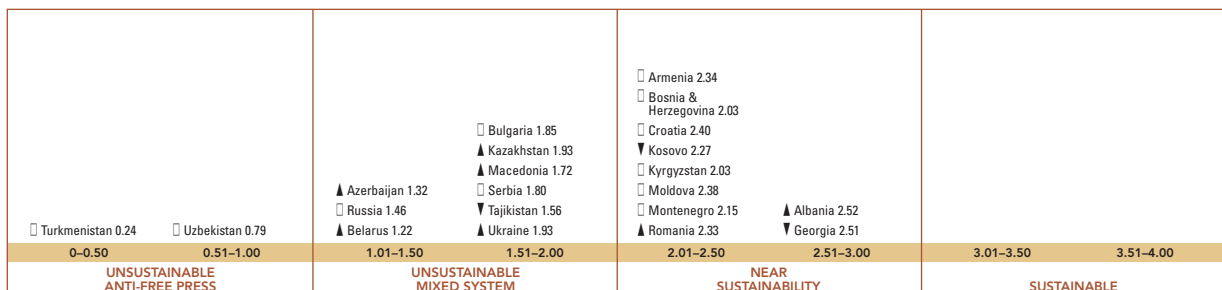 Armenia 2.34
Bosnia &
Herzegovina 2.03
Bulgaria 1.85
Croatia 2.40
Kazakhstan 1.93
Kosovo 2.27
Macedonia 1.72
Kyrgyzstan 2.03
Azerbaijan 1.32
Serbia 1.80
Moldova 2.38
Russia 1.46
Tajikistan 1.56
Montenegro 2.15
Albania 2.52
Turkmenistan 0.24
Uzbekistan 0.79
Belarus 1.22
Ukraine 1.93
Romania 2.33
Georgia 2.51
0–0.50
0.51–1.00
1.01–1.50
1.51–2.00
2.01–2.50
2.51–3.00
3.01–3.50
3.51–4.00
UNSUSTAINABLE
ANTI-FREE PRESS
UNSUSTAINABLE
MIXED SYSTEM
NEAR
SUSTAINABILITY
SUSTAINABLE